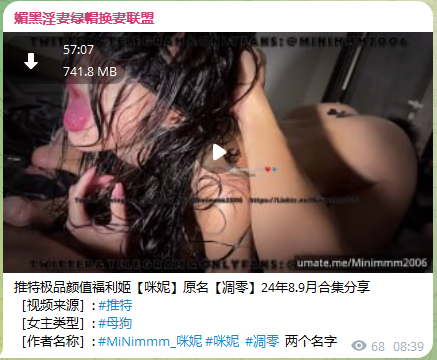 媚黑淫妻绿帽换妻联盟
57:07
741.8 MB
umate.me/Minimmm2006
推特极品颜值福利姬【咪妮】原名【凋零】24年8.9月合集分享
[视频来源]：#推特
[女主类型]：#母狗
[作者名称]：#MiNimmm_咪妮 #咪妮 #凋零 两个名字
68 08:39